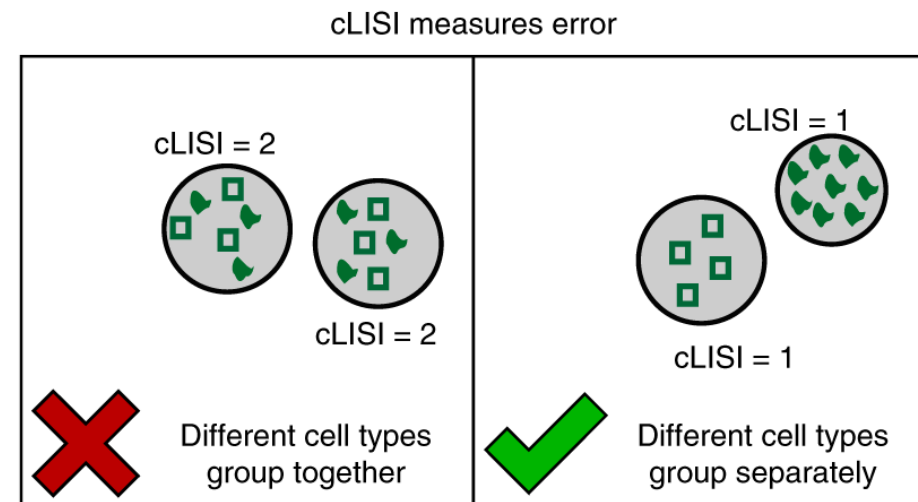 cLISI measures error
cLISI = 2
cLISI = 2
Different cell types
group together
cLISI = 1
cLISI = 1
Different cell types
group separately